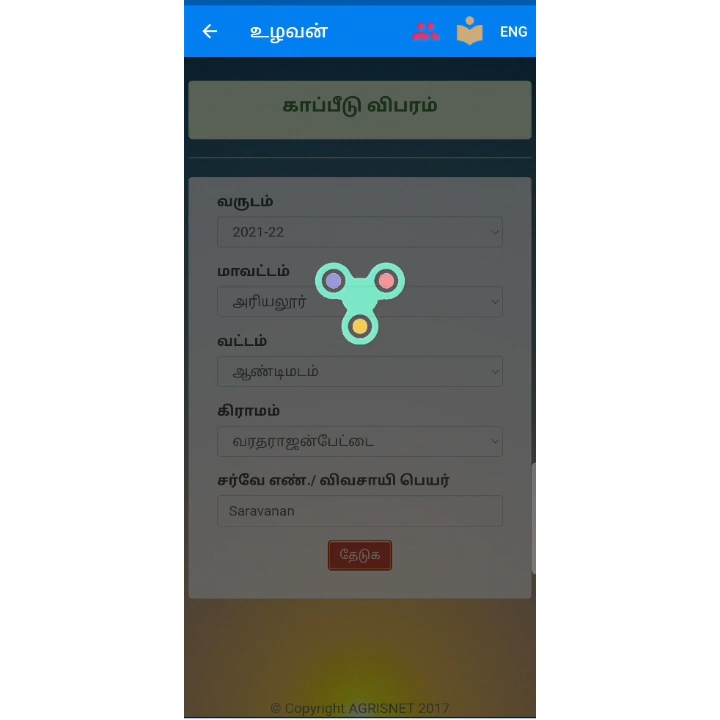 உழவன் ENG
காப்பீடு விபரம்
வருடம்
2021-22
மாவட்டம்
அரியலூர்
வட்டம்
ஆண்டிமடம்
கிராமம்
வரதராஜன்பேட்டை
சர்வே எண்./ விவசாயி பெயர்
Saravanan
தேடுக
© Copyright AGRISNET 2017